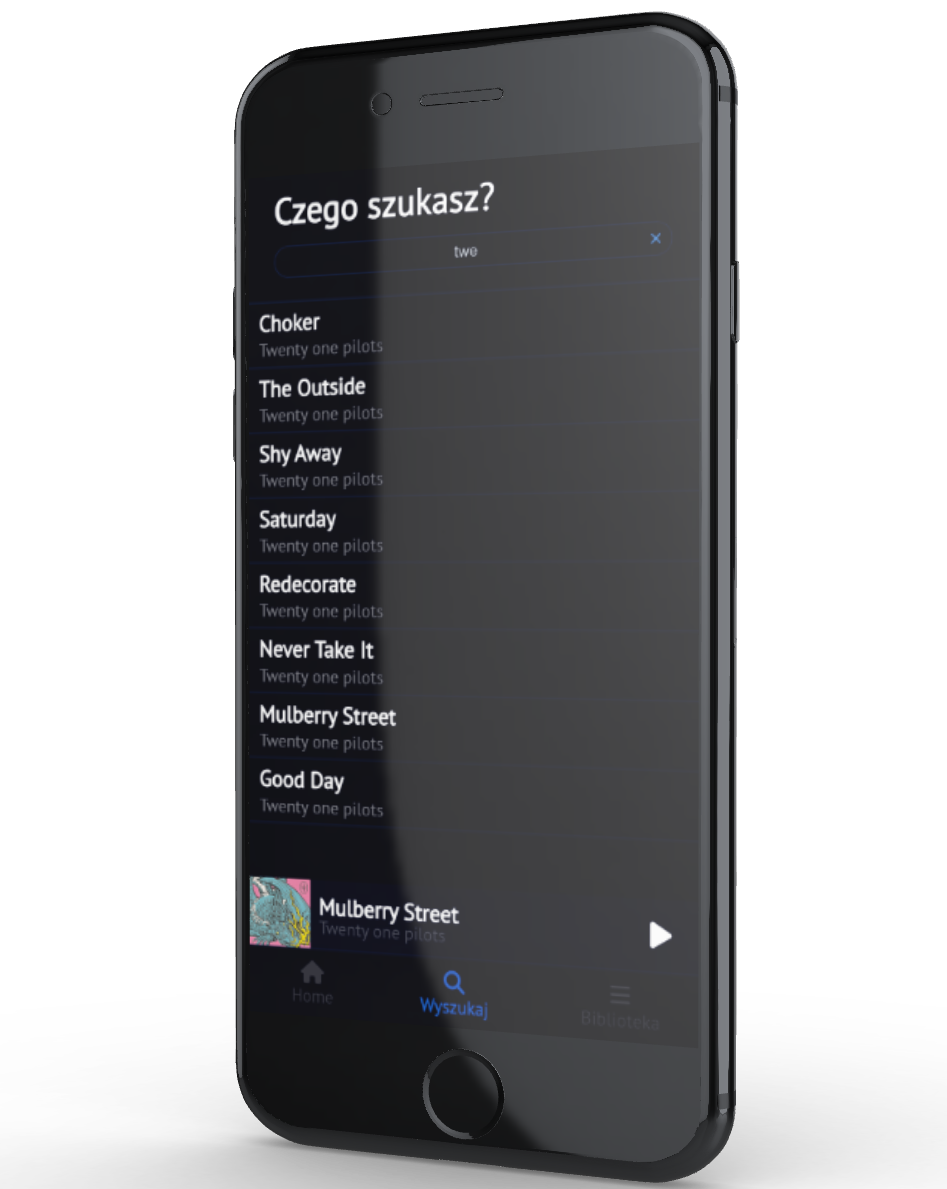 Czego szukasz?
twe
Choker
Twenty one pilots
The Outside
Twenty one pilots
Shy Away
Twenty one pilots
Saturday
Twenty one pilots
Redecorate
Twenty one pilots
Never Take It
Twenty one pilots
Mulberry Street
Twenty one pilots
Good Day
Twenty one pilots
Mulberry Street
Twenty one pilots
Home
Wyszukaj
Biblioteka